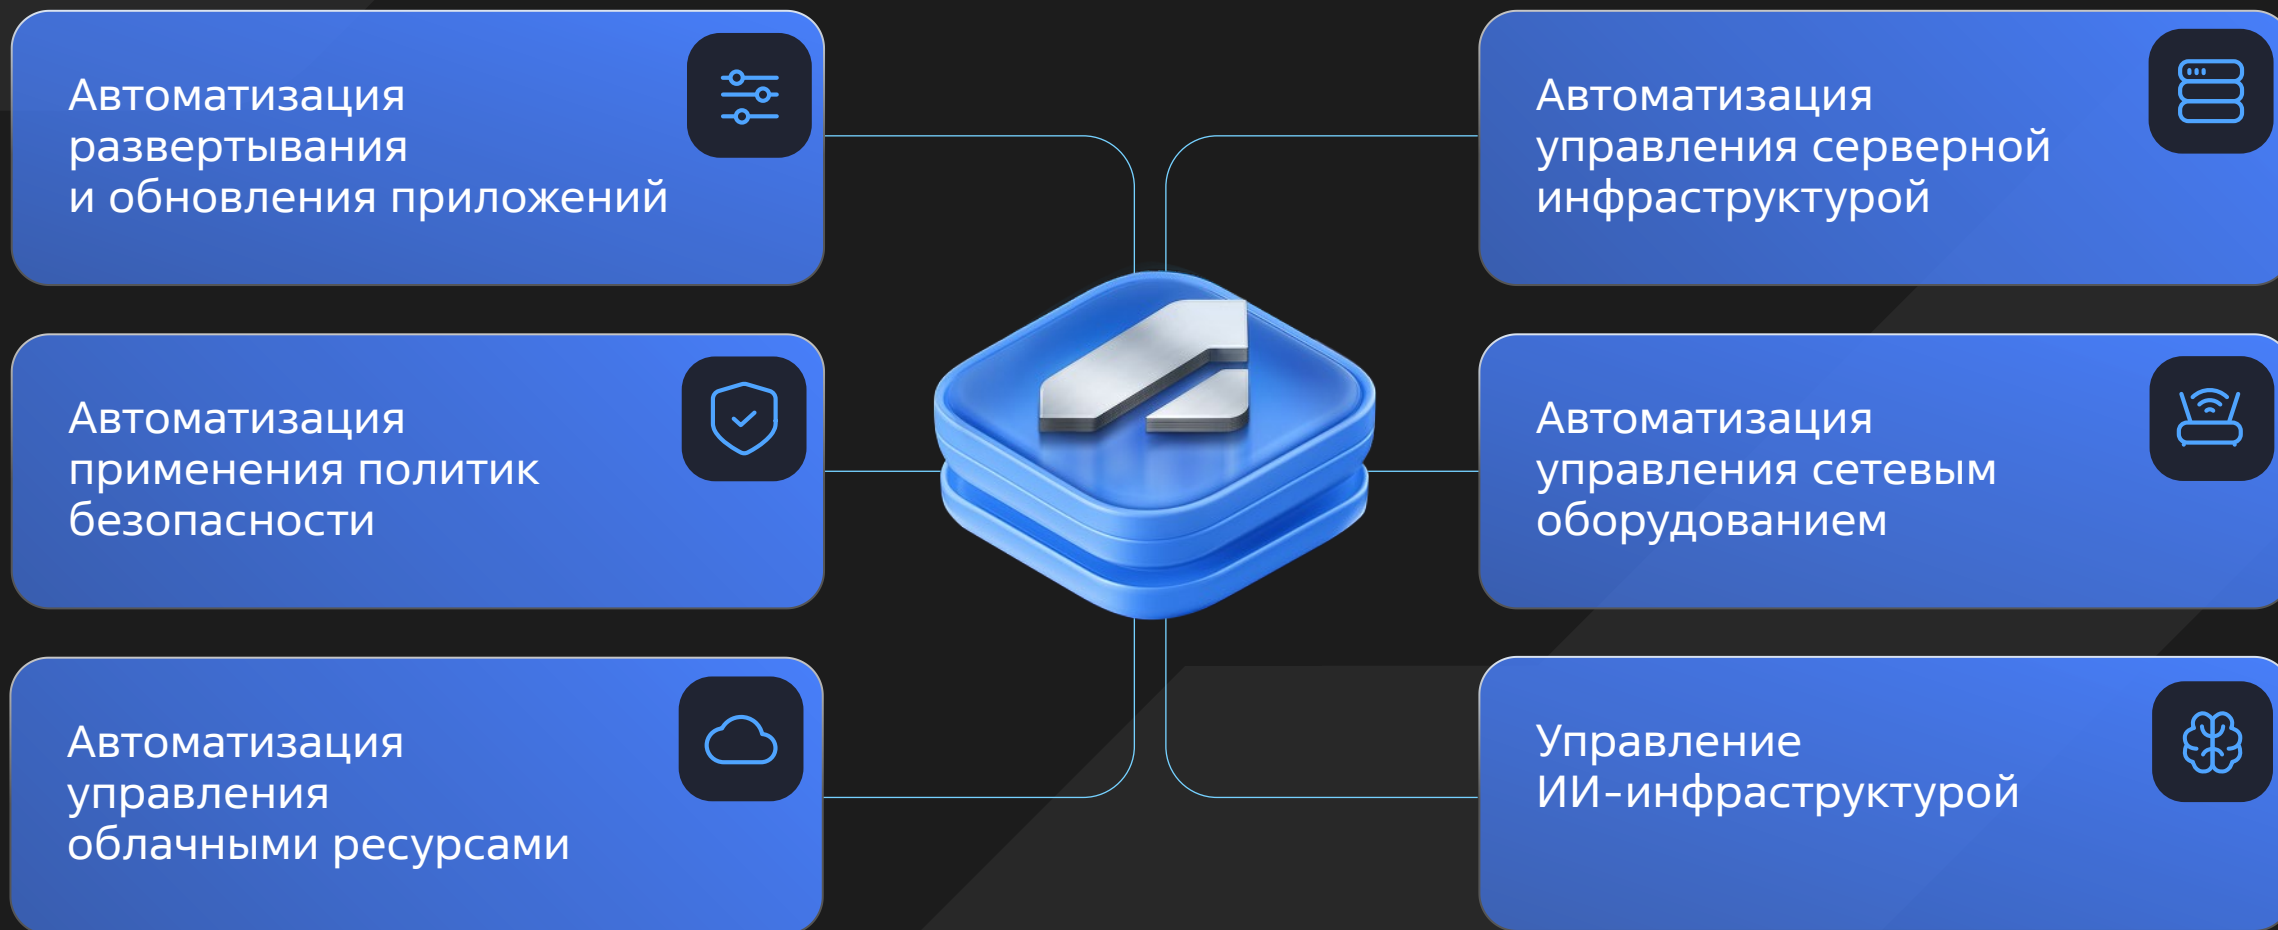 Автоматизация
развертывания
и обновления приложений
Автоматизация
применения политик
безопасности
Автоматизация
управления
облачными ресурсами
Автоматизация
управления серверной
инфраструктурой
Автоматизация
управления сетевым
оборудованием
Управление
ИИ-инфраструктурой